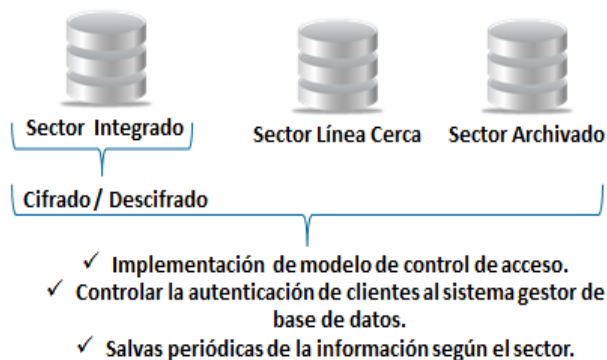 Sector Integrado
Sector Línea Cerca
Sector Archivado
Cifrado / Descifrado
✓ Implementación de modelo de control de acceso.
✓ Controlar la autenticación de clientes al sistema gestor de
base de datos.
✓ Salvas periódicas de la información según el sector.